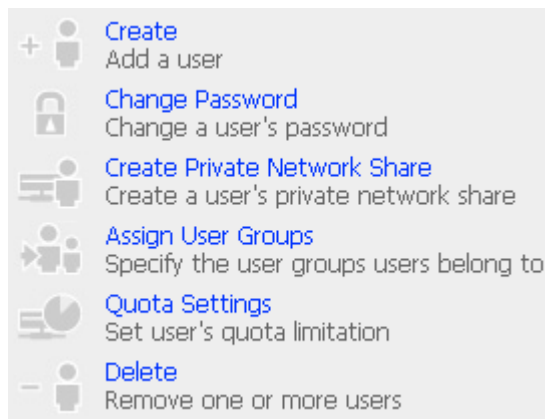 Create
Add a user
Change Password
Change a user's password
Create Private Network Share
Create a user's private network share
Assign User Groups
Specify the user groups users belong to
Quota Settings
Set user's quota limitation
Delete
Remove one or more users